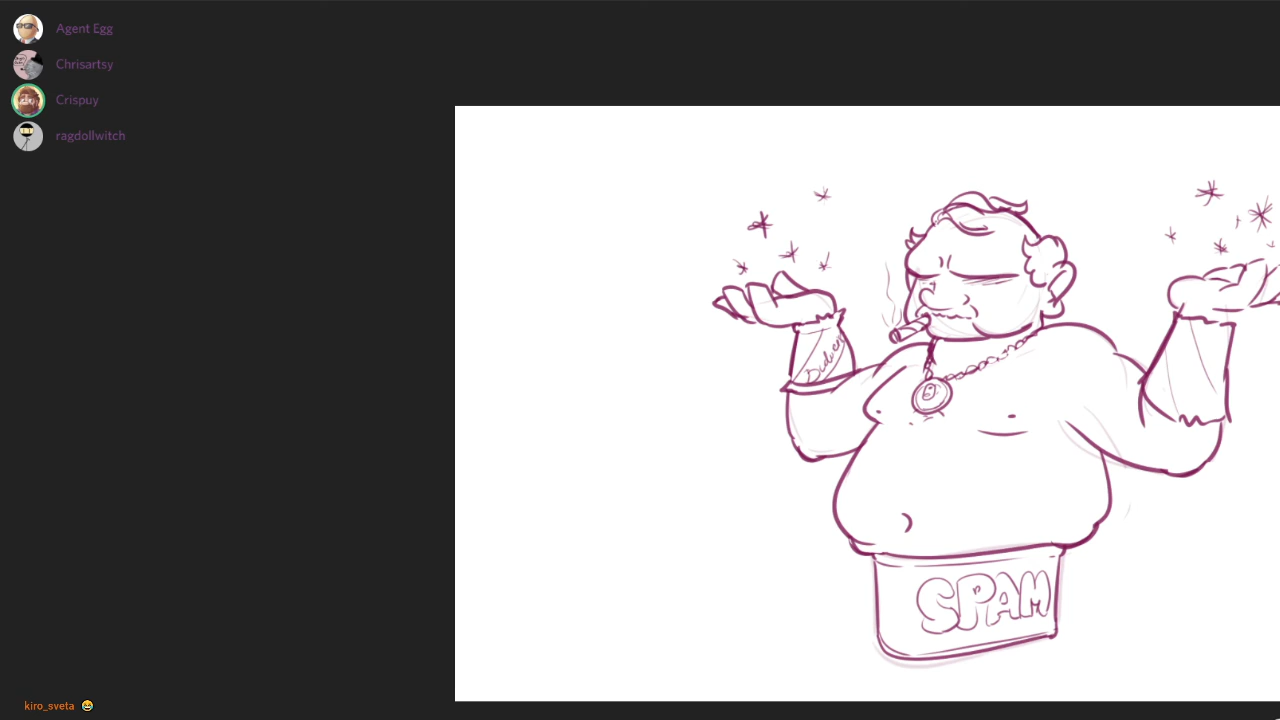 Agent Egg
Chrisartsy
Crispuy
ragdollwitch
SPAM
kiro_sveta 😂